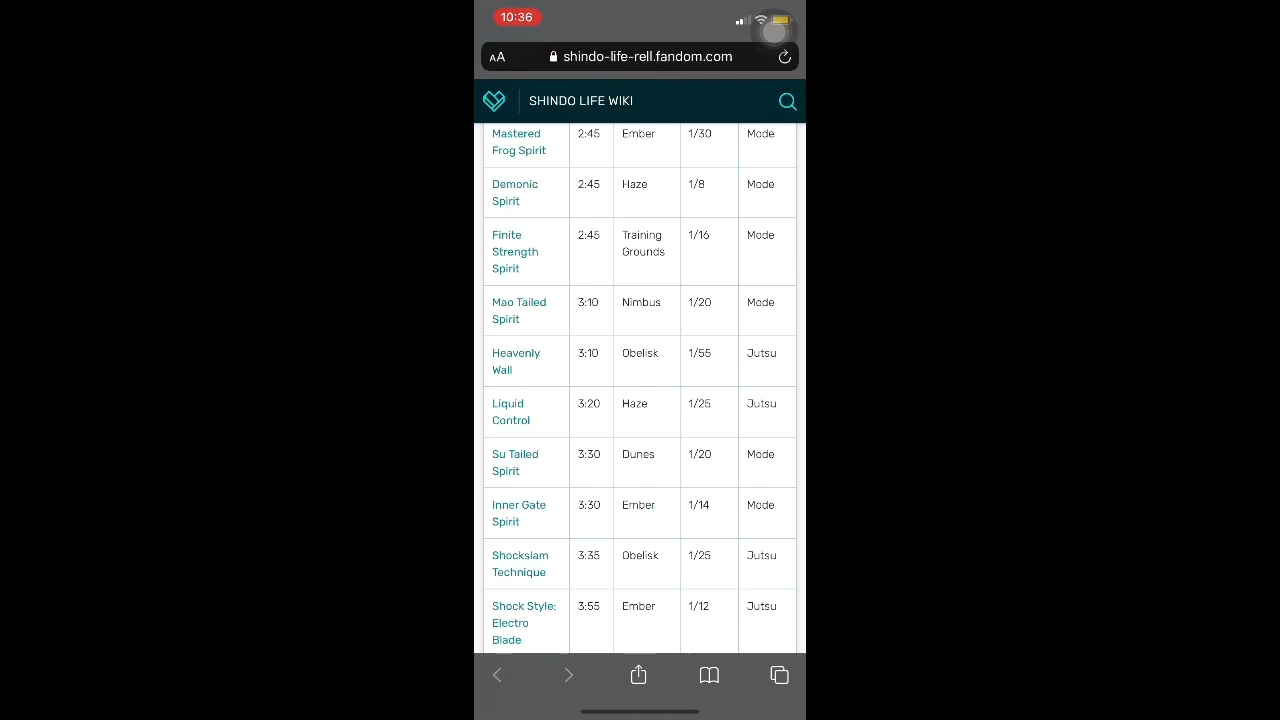 10:36
AA shindo-life-rell.fandom.com
SHINDO LIFE WIKI
Mastered 2:45 Ember 1/30 Mode
Frog Spirit
Demonic 2:45 Haze 1/8 Mode
Spirit
Finite 2:45 Training 1/16 Mode
Strength Grounds
Spirit
Mao Tailed 3:10 Nimbus 1/20 Mode
Spirit
Heavenly 3:10 Obelisk 1/55 Jutsu
Wall
Liquid 3:20 Haze 1/25 Jutsu
Control
Su Tailed 3:30 Dunes 1/20 Mode
Spirit
Inner Gate 3:30 Ember 1/14 Mode
Spirit
Shockslam 3:35 Obelisk 1/25 Jutsu
Technique
Shock Style: 3:55 Ember 1/12 Jutsu
Electro
Blade